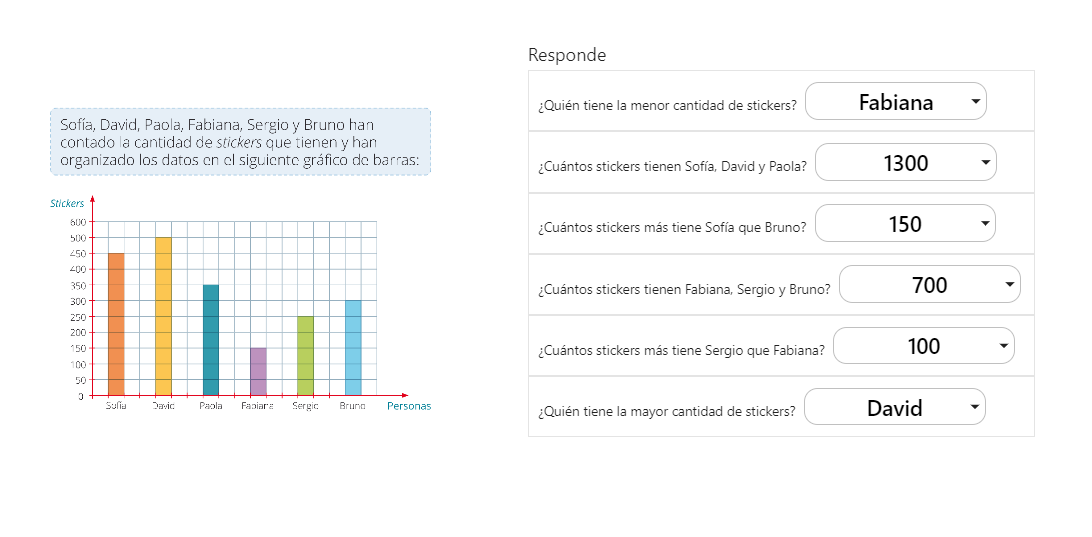 Sofía, David, Paola, Fabiana, Sergio y Bruno han
contado la cantidad de stickers que tienen y han
organizado los datos en el siguiente gráfico de barras:
Stickers
600
500
450
400
350
300
250
200
150
100
50
0
Sofía David Paola Fabiana Sergio Bruno Personas
Responde
¿Quién tiene la menor cantidad de stickers? Fabiana
¿Cuántos stickers tienen Sofía, David y Paola? 1300
¿Cuántos stickers más tiene Sofía que Bruno? 150
¿Cuántos stickers tienen Fabiana, Sergio y Bruno? 700
¿Cuántos stickers más tiene Sergio que Fabiana? 100
¿Quién tiene la mayor cantidad de stickers? David